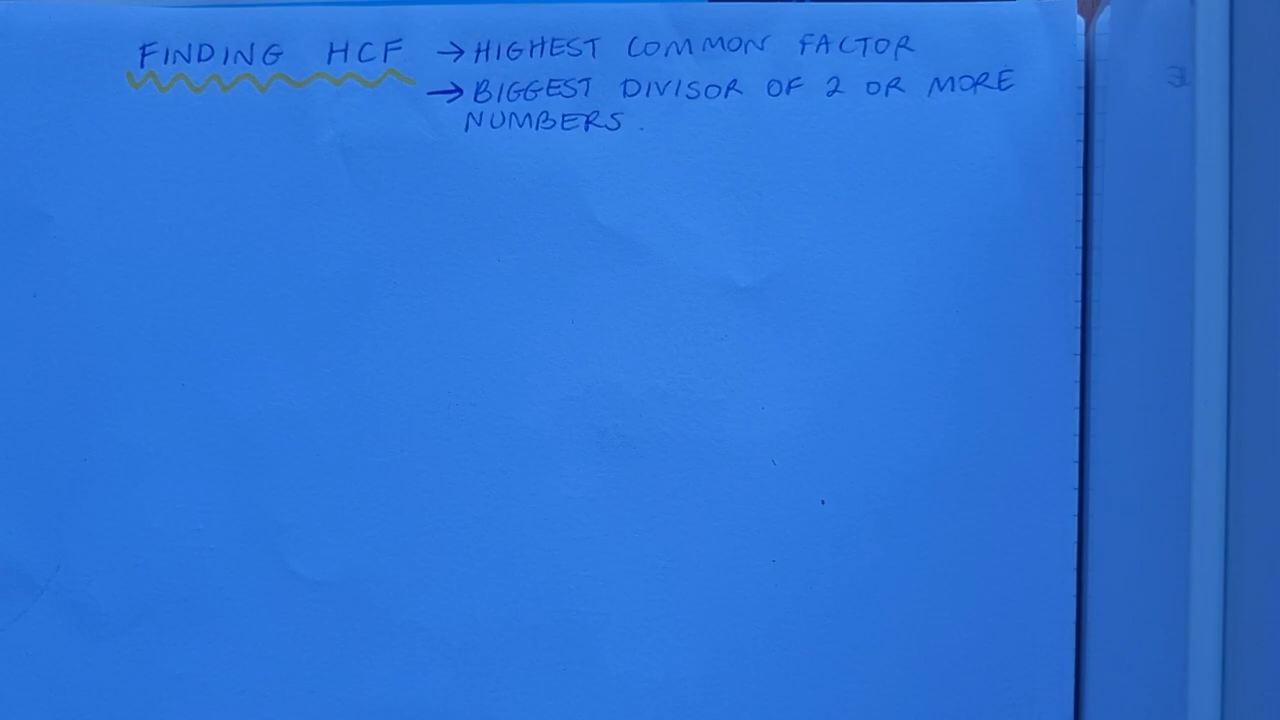 FINDING HCF → HIGHEST COMMON FACTOR
→ BIGGEST DIVISOR OF 2 OR MORE
NUMBERS.